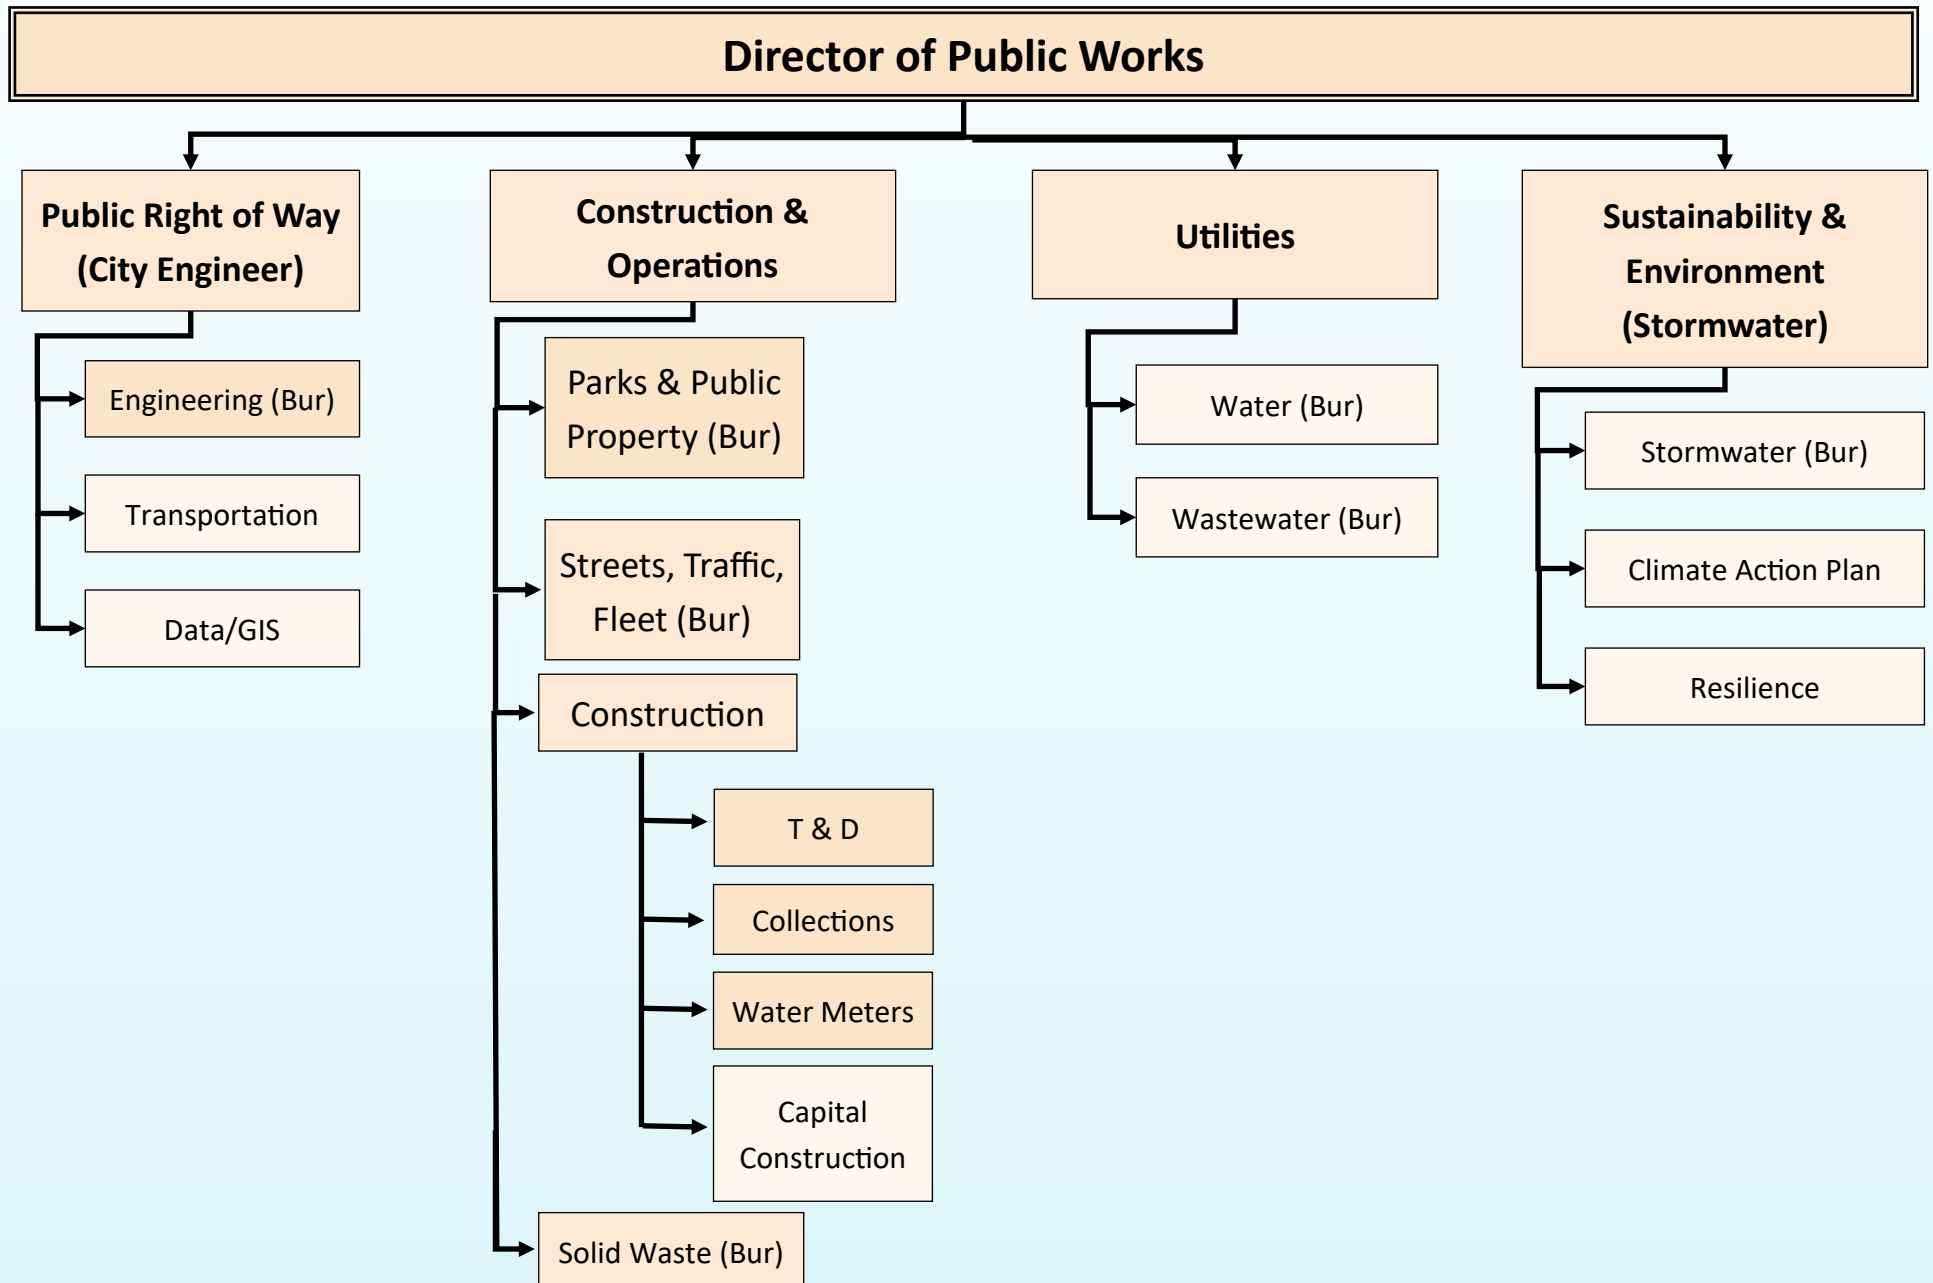 Director of Public Works
Public Right of Way
(City Engineer)
Engineering (Bur)
Transportation
Data/GIS
Construction &
Operations
Parks & Public
Property (Bur)
Streets, Traffic,
Fleet (Bur)
Construction
T & D
Collections
Water Meters
Capital
Construction
Solid Waste (Bur)
Utilities
Water (Bur)
Wastewater (Bur)
Sustainability &
Environment
(Stormwater)
Stormwater (Bur)
Climate Action Plan
Resilience